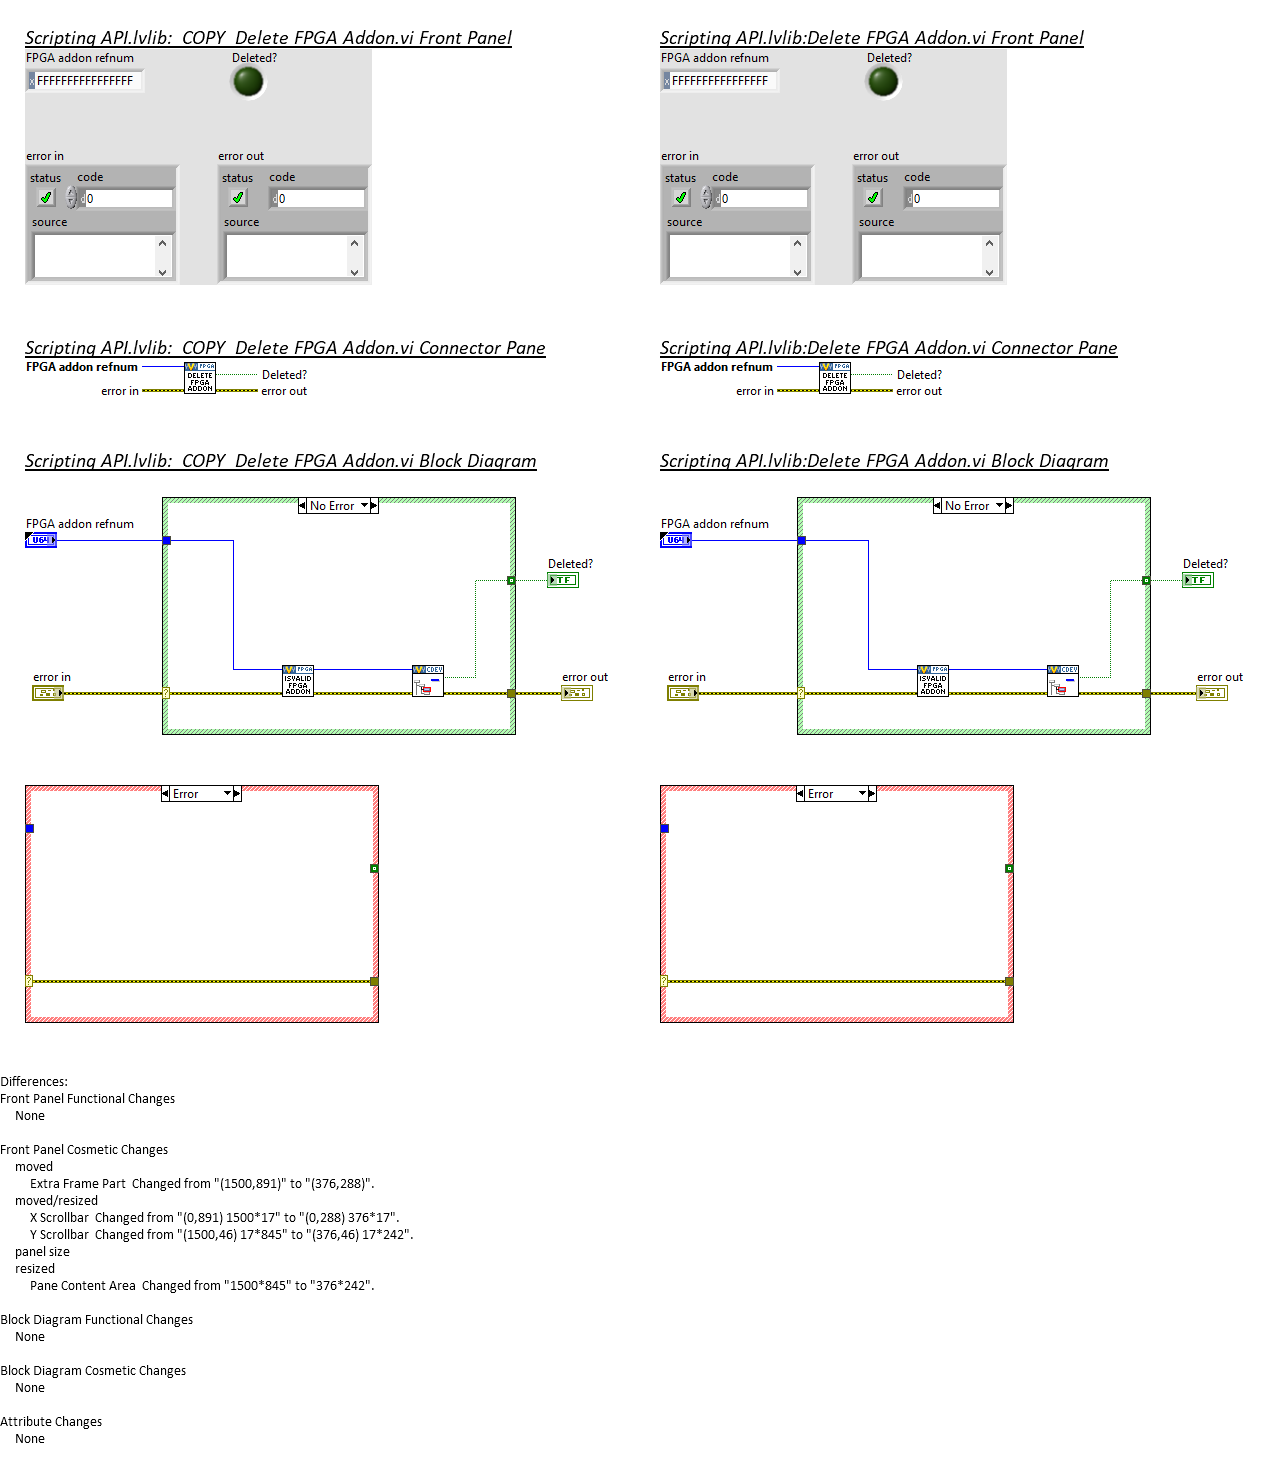 Scripting API.lvlib:  COPY  Delete FPGA Addon.vi Front Panel
FPGA addon refnum
Deleted?
x FFFFFFFFFFFFFFFF
error in
error out
status
code
status
code
d 0
d 0
source
source
Scripting API.lvlib:Delete FPGA Addon.vi Front Panel
FPGA addon refnum
Deleted?
x FFFFFFFFFFFFFFFF
error in
error out
status
code
status
code
d 0
d 0
source
source
Scripting API.lvlib:  COPY  Delete FPGA Addon.vi Connector Pane
FPGA addon refnum
FPGA
DELETE
FPGA
ADDON
Deleted?
error in
error out
Scripting API.lvlib:Delete FPGA Addon.vi Connector Pane
FPGA addon refnum
FPGA
DELETE
FPGA
ADDON
Deleted?
error in
error out
Scripting API.lvlib:  COPY  Delete FPGA Addon.vi Block Diagram
No Error
FPGA addon refnum
U64
Deleted?
TF
FPGA
ISVALID
FPGA
ADDON
CDEV
error in
?
error out
Error
?
Scripting API.lvlib:Delete FPGA Addon.vi Block Diagram
No Error
FPGA addon refnum
U64
Deleted?
TF
FPGA
ISVALID
FPGA
ADDON
CDEV
error in
?
error out
Error
?
Differences:
Front Panel Functional Changes
None
Front Panel Cosmetic Changes
moved
Extra Frame Part  Changed from "(1500,891)" to "(376,288)".
moved/resized
X Scrollbar  Changed from "(0,891) 1500*17" to "(0,288) 376*17".
Y Scrollbar  Changed from "(1500,46) 17*845" to "(376,46) 17*242".
panel size
resized
Pane Content Area  Changed from "1500*845" to "376*242".
Block Diagram Functional Changes
None
Block Diagram Cosmetic Changes
None
Attribute Changes
None